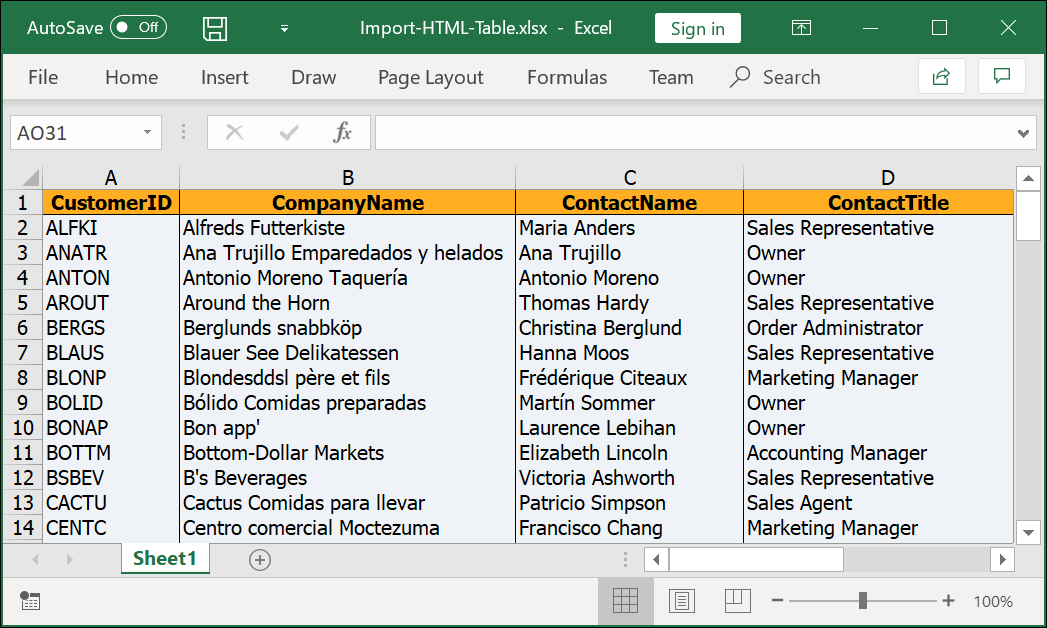 AutoSave Off Import-HTML-Table.xlsx - Excel Sign in
File Home Insert Draw Page Layout Formulas Team Search
AO31 fx
A B C D
1 CustomerID CompanyName ContactName ContactTitle
2 ALFKI Alfreds Futterkiste Maria Anders Sales Representative
3 ANATR Ana Trujillo Emparedados y helados Ana Trujillo Owner
4 ANTON Antonio Moreno Taquería Antonio Moreno Owner
5 AROUT Around the Horn Thomas Hardy Sales Representative
6 BERGS Berglunds snabbköp Christina Berglund Order Administrator
7 BLAUS Blauer See Delikatessen Hanna Moos Sales Representative
8 BLONP Blondesddsl père et fils Frédérique Citeaux Marketing Manager
9 BOLID Bólido Comidas preparadas Martín Sommer Owner
10 BONAP Bon app' Laurence Lebihan Owner
11 BOTTM Bottom-Dollar Markets Elizabeth Lincoln Accounting Manager
12 BSBEV B's Beverages Victoria Ashworth Sales Representative
13 CACTU Cactus Comidas para llevar Patricio Simpson Sales Agent
14 CENTC Centro comercial Moctezuma Francisco Chang Marketing Manager
Sheet1
100%